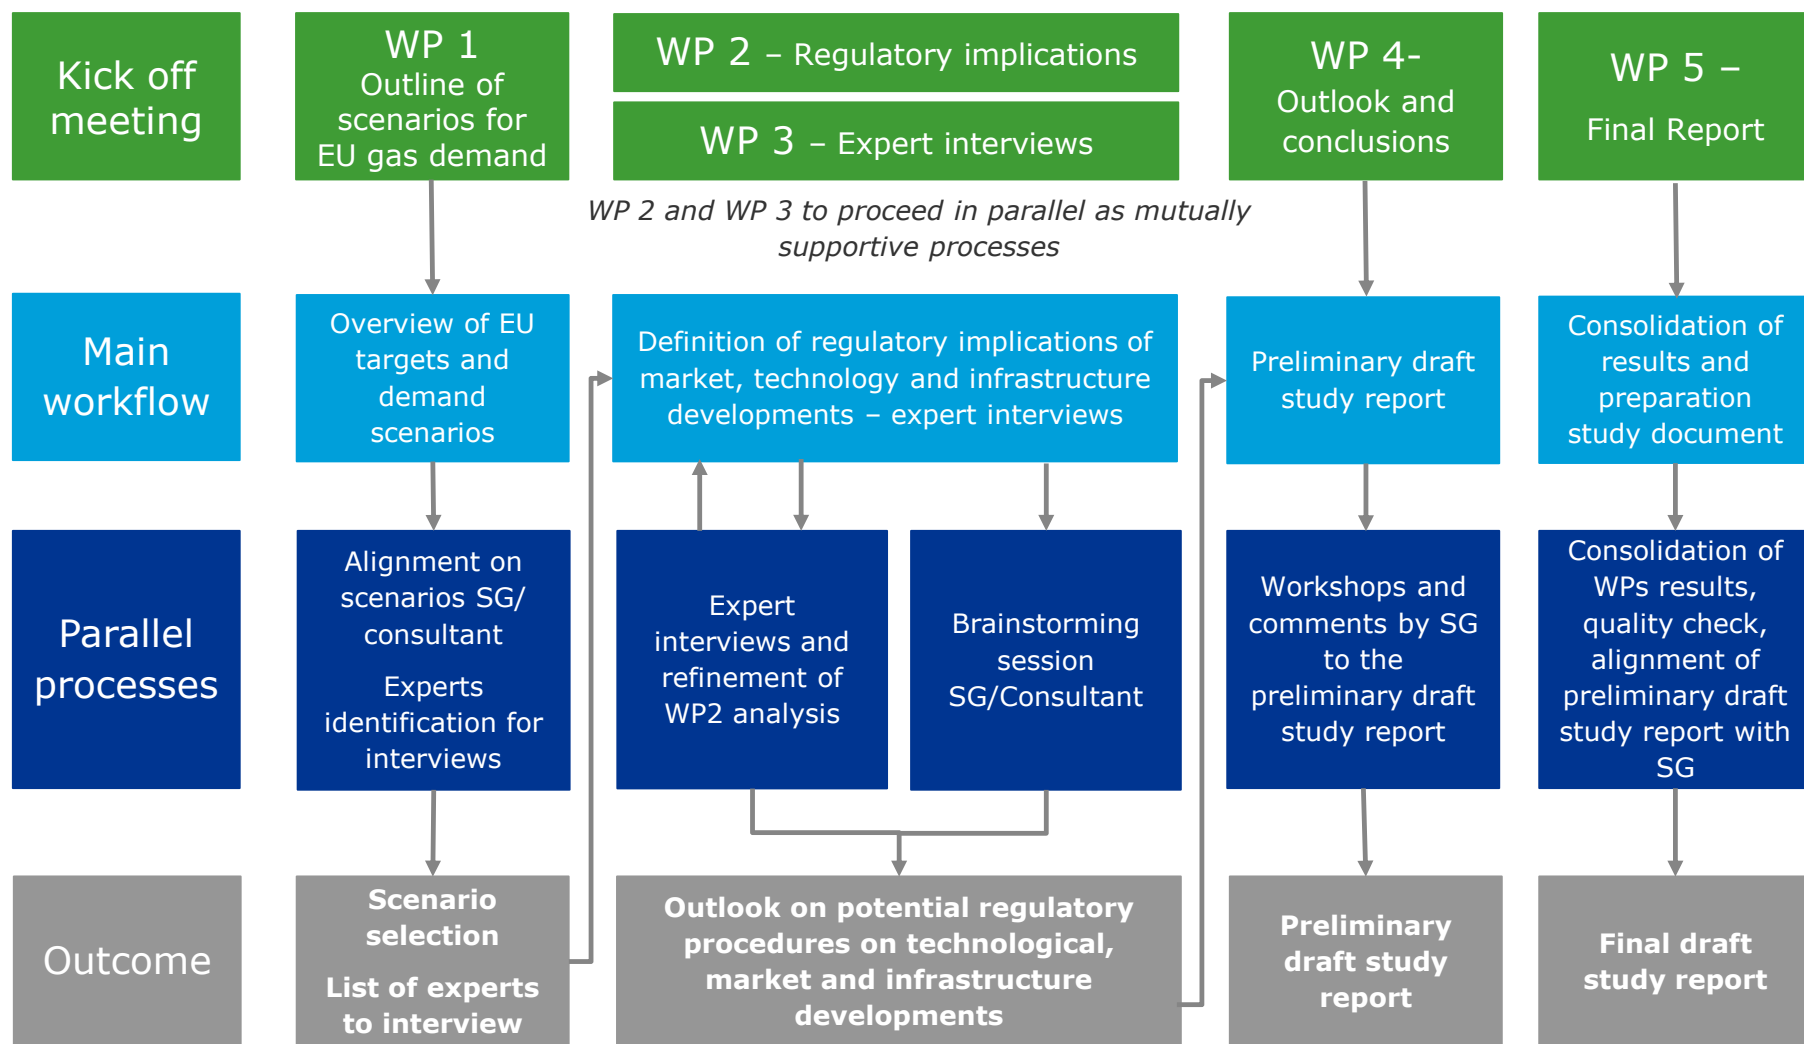 Kick off
meeting
WP 1
Outline of
scenarios for
EU gas demand
WP 2 – Regulatory implications
WP 3 – Expert interviews
WP 4-
Outlook and
conclusions
WP 5 –
Final Report
WP 2 and WP 3 to proceed in parallel as mutually
supportive processes
Main
workflow
Overview of EU
targets and
demand
scenarios
Definition of regulatory implications of
market, technology and infrastructure
developments – expert interviews
Preliminary draft
study report
Consolidation of
results and
preparation
study document
Parallel
processes
Alignment on
scenarios SG/
consultant
Experts
identification for
interviews
Expert
interviews and
refinement of
WP2 analysis
Brainstorming
session
SG/Consultant
Workshops and
comments by SG
to the
preliminary draft
study report
Consolidation of
WPs results,
quality check,
alignment of
preliminary draft
study report with
SG
Outcome
Scenario
selection
List of experts
to interview
Outlook on potential regulatory
procedures on technological,
market and infrastructure
developments
Preliminary
draft study
report
Final draft
study report